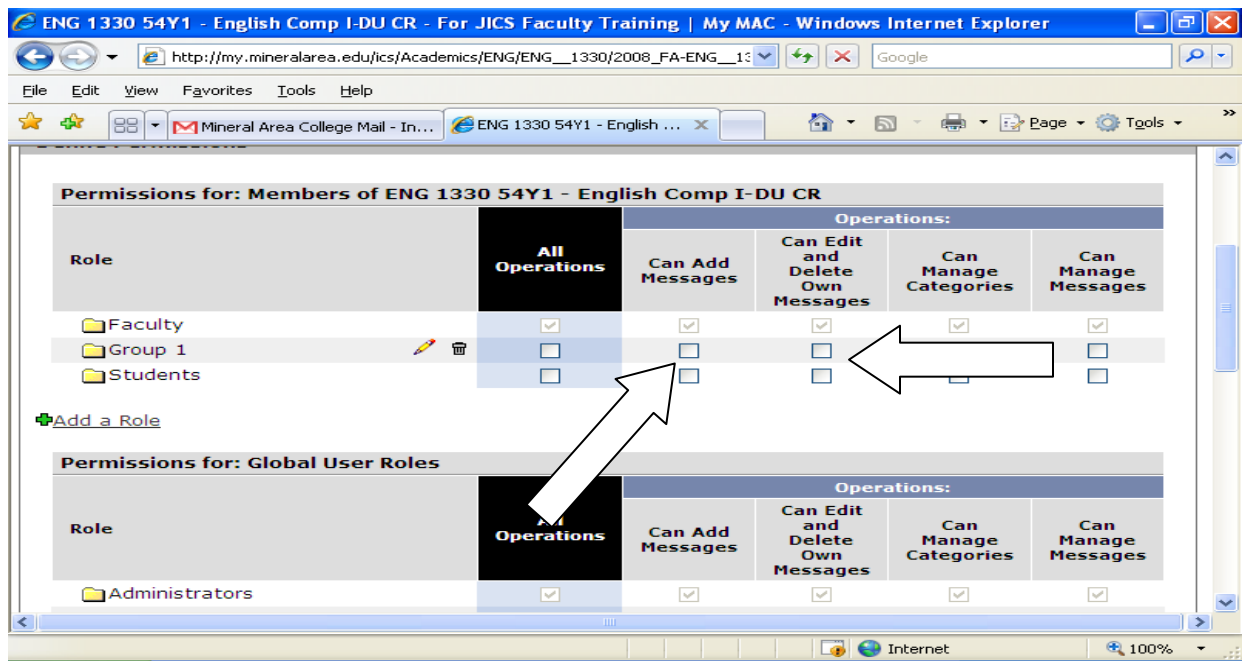 ENG 1330 54Y1 - English Comp I-DU CR - For JICS Faculty Training | My MAC - Windows Internet Explorer
http://my.mineralarea.edu/ics/Academics/ENG/ENG__1330/2008_FA-ENG__13
Google
File Edit View Favorites Tools Help
Mineral Area College Mail - In... ENG 1330 54Y1 - English ... Page Tools
Permissions for: Members of ENG 1330 54Y1 - English Comp I-DU CR
Operations:
Role
All Operations
Can Add Messages
Can Edit and Delete Own Messages
Can Manage Categories
Can Manage Messages
Faculty
Group 1
Students
Add a Role
Permissions for: Global User Roles
Operations:
Role
All Operations
Can Add Messages
Can Edit and Delete Own Messages
Can Manage Categories
Can Manage Messages
Administrators
Internet 100%